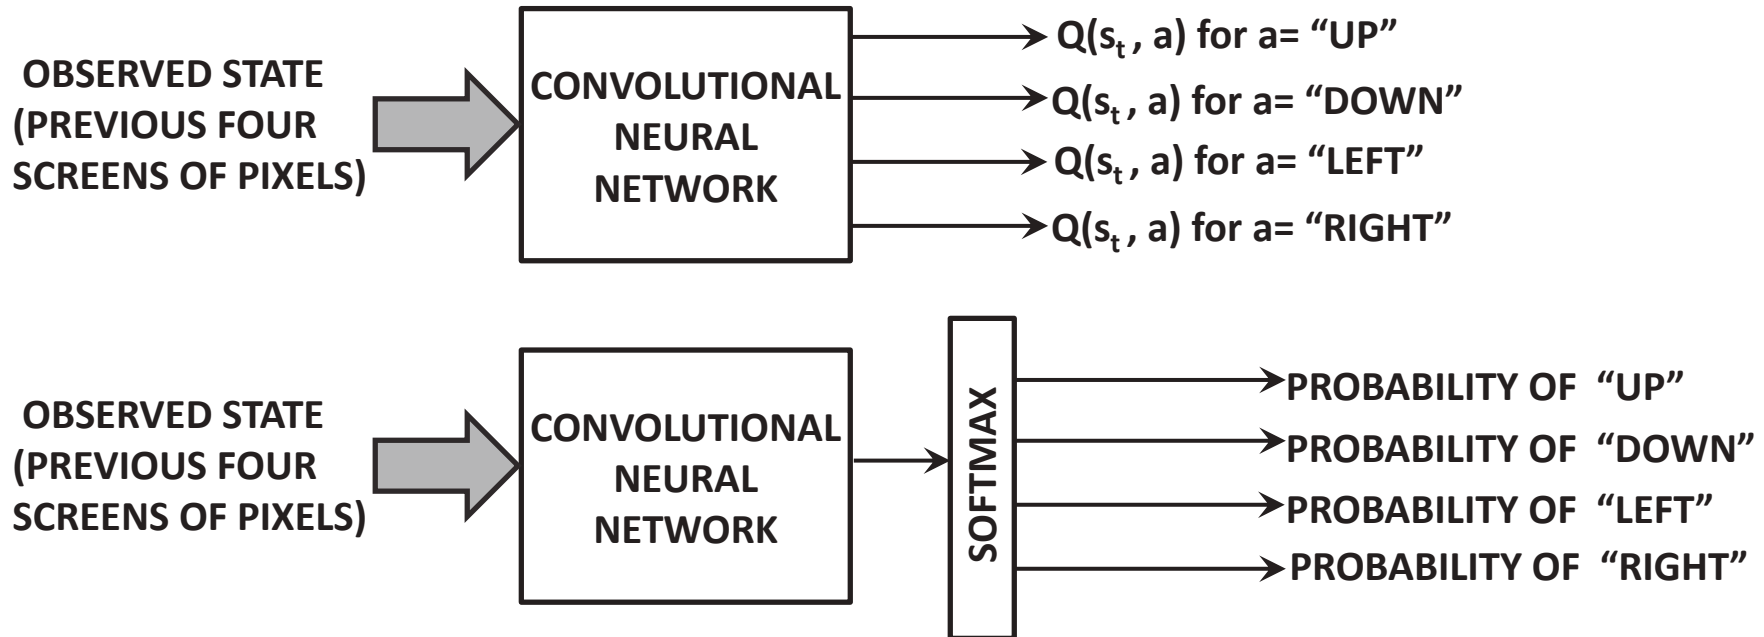 OBSERVED STATE
(PREVIOUS FOUR
SCREENS OF PIXELS)
CONVOLUTIONAL
NEURAL
NETWORK
Q(sₜ , a) for a= “UP”
Q(sₜ , a) for a= “DOWN”
Q(sₜ , a) for a= “LEFT”
Q(sₜ , a) for a= “RIGHT”
OBSERVED STATE
(PREVIOUS FOUR
SCREENS OF PIXELS)
CONVOLUTIONAL
NEURAL
NETWORK
SOFTMAX
PROBABILITY OF “UP”
PROBABILITY OF “DOWN”
PROBABILITY OF “LEFT”
PROBABILITY OF “RIGHT”